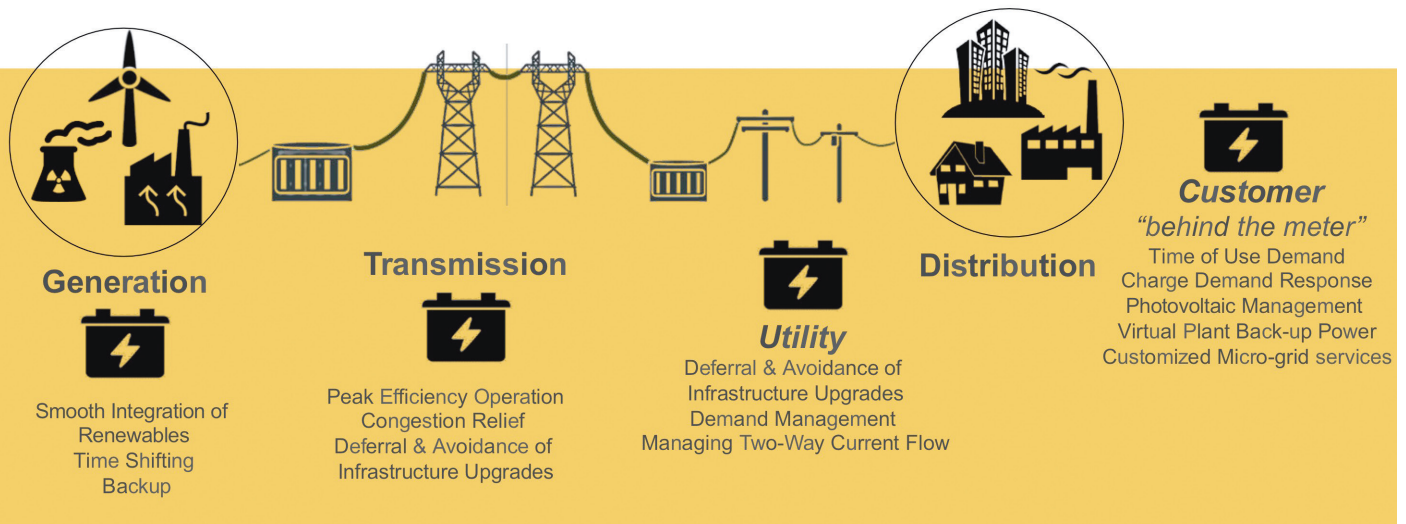 Generation
Smooth Integration of
Renewables
Time Shifting
Backup
Transmission
Peak Efficiency Operation
Congestion Relief
Deferral & Avoidance of
Infrastructure Upgrades
Utility
Deferral & Avoidance of
Infrastructure Upgrades
Demand Management
Managing Two-Way Current Flow
Distribution
Customer
“behind the meter”
Time of Use Demand
Charge Demand Response
Photovoltaic Management
Virtual Plant Back-up Power
Customized Micro-grid services